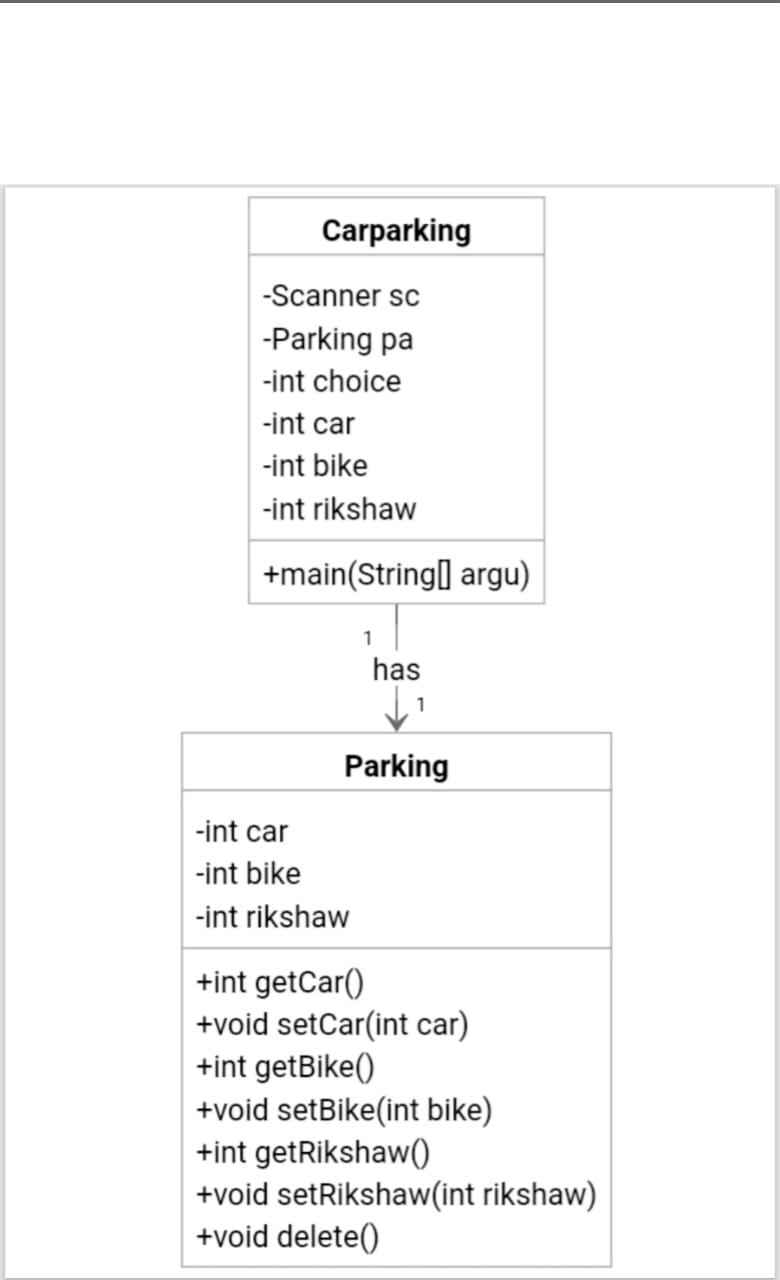 Carparking
-Scanner sc
-Parking pa
-int choice
-int car
-int bike
-int rikshaw
+main(String[] argu)
1
has
1
Parking
-int car
-int bike
-int rikshaw
+int getCar()
+void setCar(int car)
+int getBike()
+void setBike(int bike)
+int getRikshaw()
+void setRikshaw(int rikshaw)
+void delete()